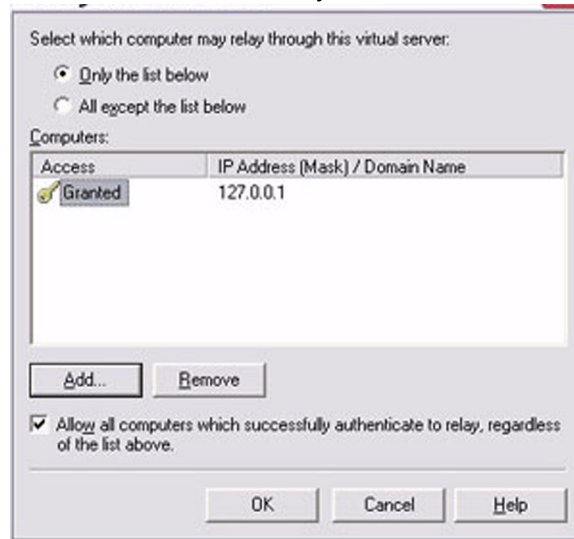 Select which computer may relay through this virtual server:
Only the list below
All except the list below
Computers:
Access IP Address (Mask) / Domain Name
Granted 127.0.0.1
Add... Remove
Allow all computers which successfully authenticate to relay, regardless
of the list above.
OK Cancel Help